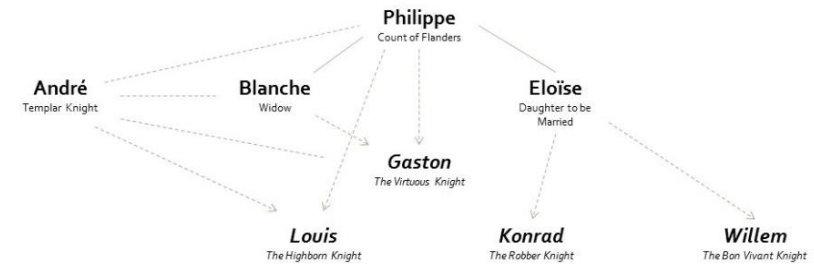 Philippe
Count of Flanders
André
Templar Knight
Blanche
Widow
Eloïse
Daughter to be
Married
Gaston
The Virtuous Knight
Louis
The Highborn Knight
Konrad
The Robber Knight
Willem
The Bon Vivant Knight